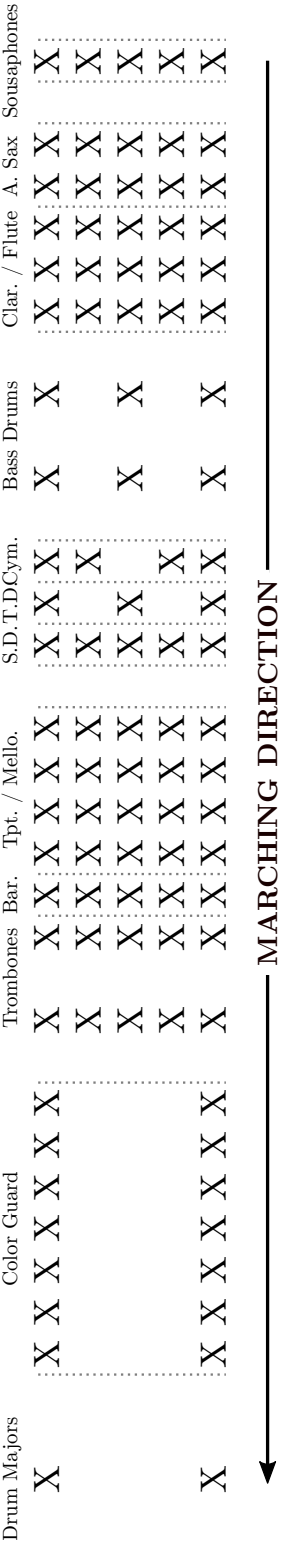 Drum Majors Color Guard Trombones Bar. Tpt. / Mello. S.D. T.D. Cym. Bass Drums Clar. / Flute A. Sax Sousaphones
X X X X X X X X X X X X X X X X X X X X X X X X X X
X X X X X X X X X X X X X X X
X X X X X X X X X X X X X X X X X
X X X X X X X X X X X X X X X
X X X X X X X X X X X X X X X X X X X X X X X X X X
MARCHING DIRECTION